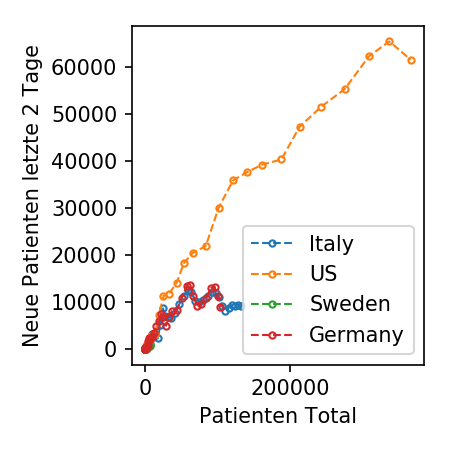 Neue Patienten letzte 2 Tage
60000
50000
40000
30000
20000
10000
0
Italy
US
Sweden
Germany
0 200000
Patienten Total